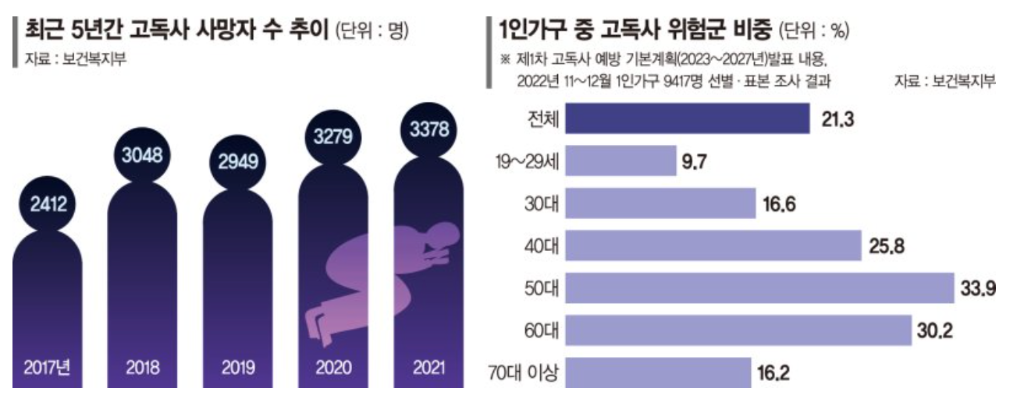 최근 5년간 고독사 사망자 수 추이 (단위 : 명)
자료 : 보건복지부
2412
3048
2949
3279
3378
2017년
2018
2019
2020
2021
1인가구 중 고독사 위험군 비중 (단위 : %)
※ 제1차 고독사 예방 기본계획(2023~2027년)발표 내용,
2022년 11~12월 1인가구 9417명 선별·표본 조사 결과
자료 : 보건복지부
전체 21.3
19~29세 9.7
30대 16.6
40대 25.8
50대 33.9
60대 30.2
70대 이상 16.2